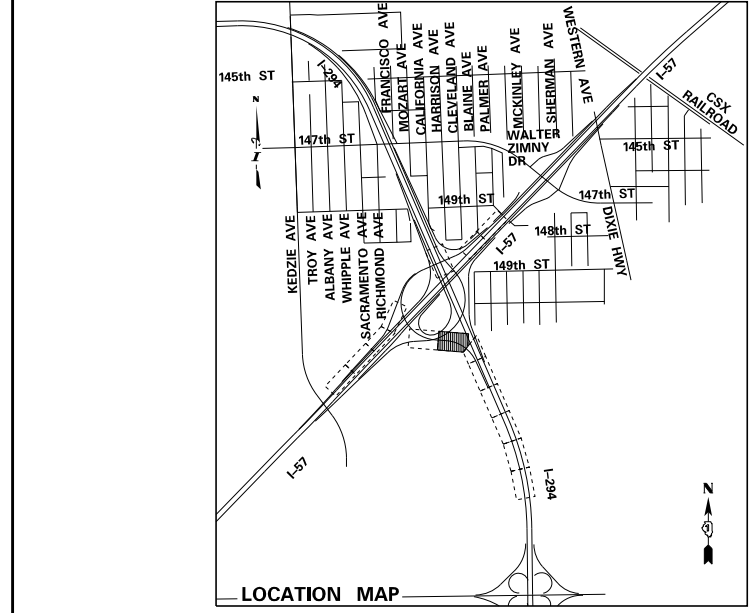 FRANCISCO AVE
MOZART AVE
CALIFORNIA AVE
HARRISON AVE
CLEVELAND AVE
BLAINE AVE
PALMER AVE
MCKINLEY AVE
SHERMAN AVE
WESTERN AVE
I-57
CSX
RAILROAD
145th ST
I-294
N
147th ST
WALTER
ZIMNY
DR
145th ST
149th ST
147th ST
148th ST
DIXIE HWY
I-57
149th ST
KEDZIE AVE
TROY AVE
ALBANY AVE
WHIPPLE AVE
SACRAMENTO AVE
RICHMOND AVE
I-57
I-294
N
LOCATION MAP